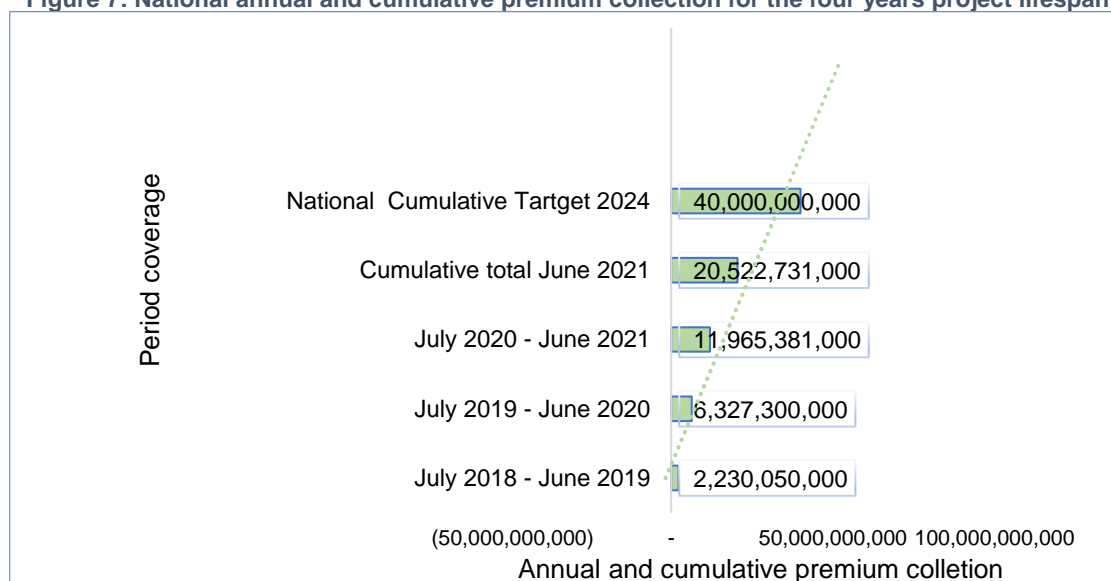 Figure 7: National annual and cumulative premium collection for the four years project lifespan
Period coverage
National Cumulative Tartget 2024
40,000,000,000
Cumulative total June 2021
20,522,731,000
July 2020 - June 2021
11,965,381,000
July 2019 - June 2020
6,327,300,000
July 2018 - June 2019
2,230,050,000
(50,000,000,000) - 50,000,000,000 100,000,000,000
Annual and cumulative premium colletion